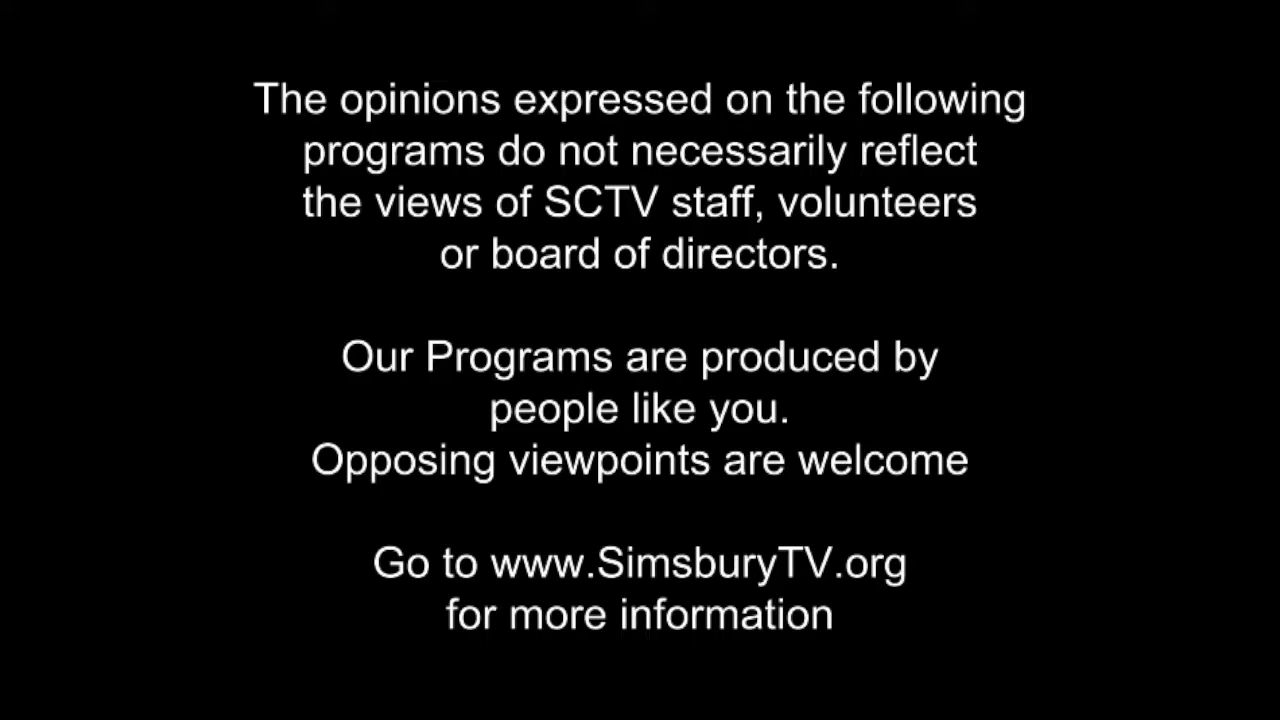 The opinions expressed on the following
programs do not necessarily reflect
the views of SCTV staff, volunteers
or board of directors.
Our Programs are produced by
people like you.
Opposing viewpoints are welcome
Go to www.SimsburyTV.org
for more information